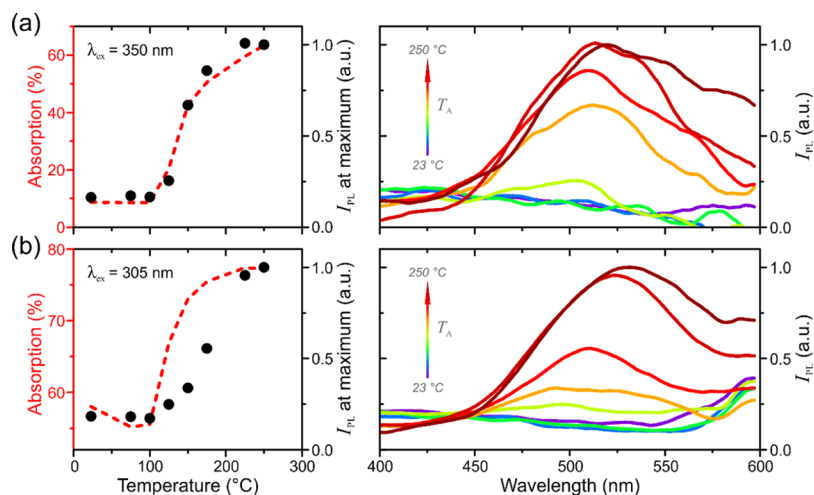 (a)
λex = 350 nm
Absorption (%)
60
40
20
0
IPL at maximum (a.u.)
1.0
0.5
0.0
250 °C
TA
23 °C
IPL (a.u.)
1.0
0.5
0.0
(b)
λex = 305 nm
Absorption (%)
80
70
60
IPL at maximum (a.u.)
1.0
0.5
0.0
0 100 200 300
Temperature (°C)
250 °C
TA
23 °C
IPL (a.u.)
1.0
0.5
0.0
400 450 500 550 600
Wavelength (nm)